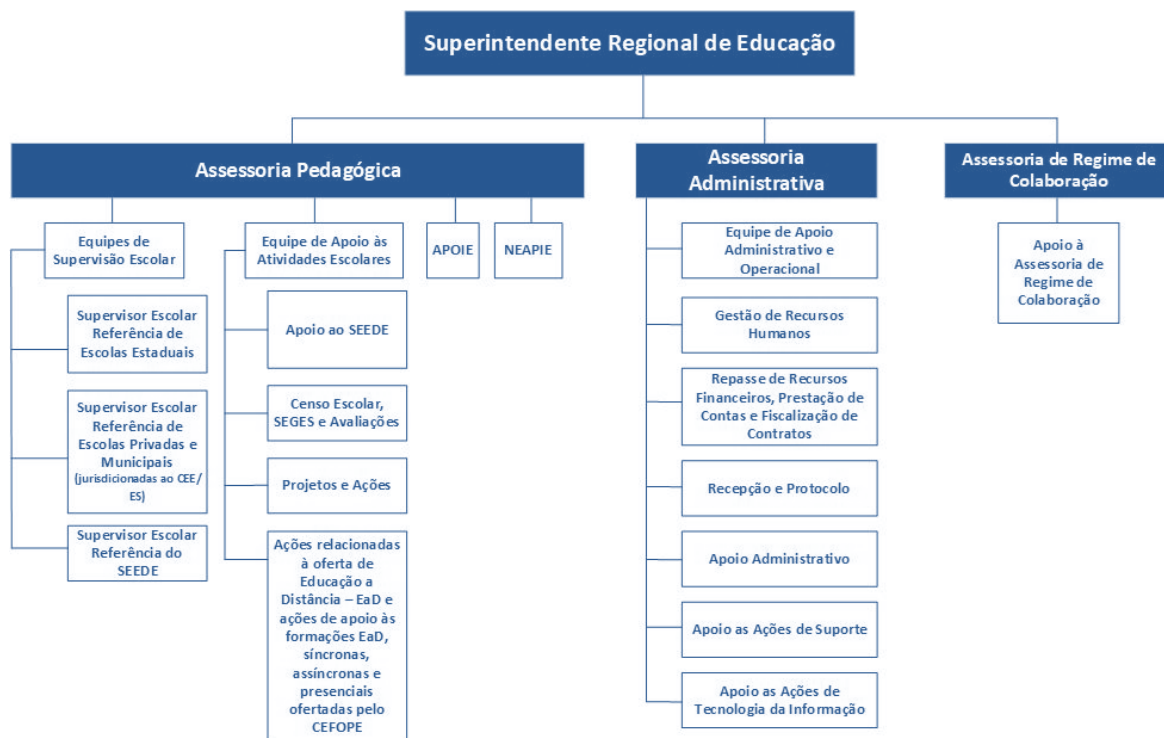 Superintendente Regional de Educação
Assessoria Pedagógica
Assessoria
Administrativa
Assessoria de Regime de
Colaboração
Equipes de
Supervisão Escolar
Supervisor Escolar
Referência de
Escolas Estaduais
Supervisor Escolar
Referência de
Escolas Privadas e
Municipais
(jurisdicionadas ao CEE/
ES)
Supervisor Escolar
Referência do
SEEDE
Equipe de Apoio às
Atividades Escolares
Apoio ao SEEDE
Censo Escolar,
SEGES e Avaliações
Projetos e Ações
Ações relacionadas
à oferta de
Educação a
Distância – EaD e
ações de apoio às
formações EaD,
síncronas,
assíncronas e
presenciais
ofertadas pelo
CEFOPE
APOIE
NEAPIE
Equipe de Apoio
Administrativo e
Operacional
Gestão de Recursos
Humanos
Repasse de Recursos
Financeiros, Prestação de
Contas e Fiscalização de
Contratos
Recepção e Protocolo
Apoio Administrativo
Apoio as Ações de Suporte
Apoio as Ações de
Tecnologia da Informação
Apoio à
Assessoria de
Regime de
Colaboração